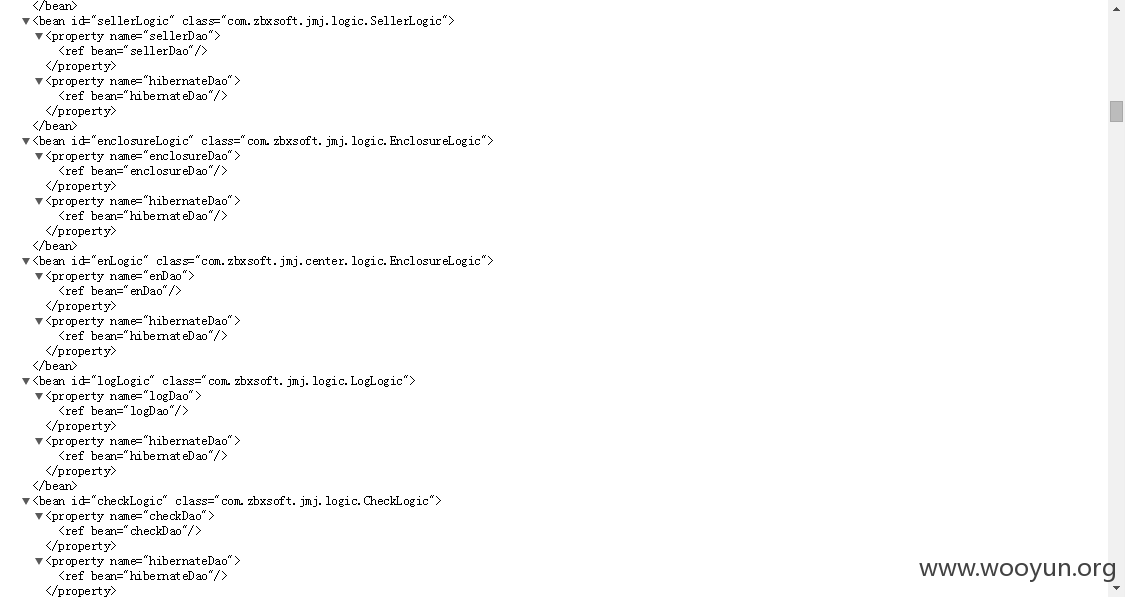 </bean>
▼<bean id="sellerLogic" class="com.zbxsoft.jmj.logic.SellerLogic">
▼<property name="sellerDao">
<ref bean="sellerDao"/>
</property>
▼<property name="hibernateDao">
<ref bean="hibernateDao"/>
</property>
</bean>
▼<bean id="enclosureLogic" class="com.zbxsoft.jmj.logic.EnclosureLogic">
▼<property name="enclosureDao">
<ref bean="enclosureDao"/>
</property>
▼<property name="hibernateDao">
<ref bean="hibernateDao"/>
</property>
</bean>
▼<bean id="enLogic" class="com.zbxsoft.jmj.center.logic.EnclosureLogic">
▼<property name="enDao">
<ref bean="enDao"/>
</property>
▼<property name="hibernateDao">
<ref bean="hibernateDao"/>
</property>
</bean>
▼<bean id="logLogic" class="com.zbxsoft.jmj.logic.LogLogic">
▼<property name="logDao">
<ref bean="logDao"/>
</property>
▼<property name="hibernateDao">
<ref bean="hibernateDao"/>
</property>
</bean>
▼<bean id="checkLogic" class="com.zbxsoft.jmj.logic.CheckLogic">
▼<property name="checkDao">
<ref bean="checkDao"/>
</property>
▼<property name="hibernateDao">
<ref bean="hibernateDao"/>
</property>
www.wooyun.org